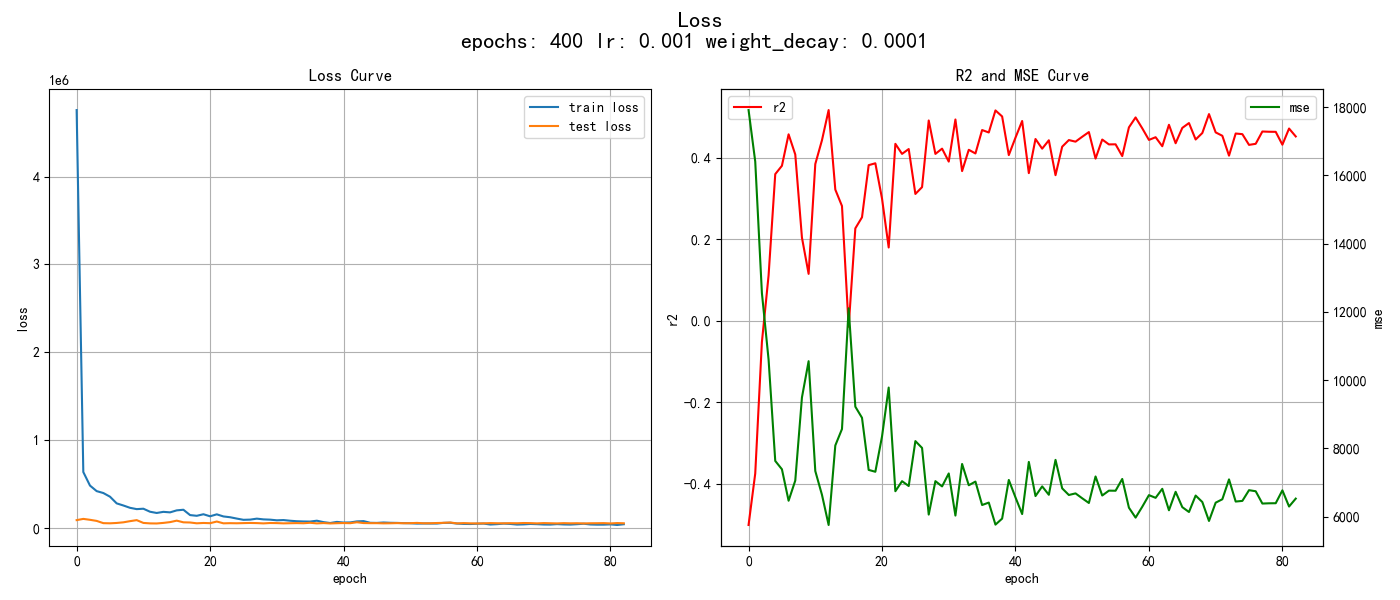 Loss
epochs: 400 lr: 0.001 weight_decay: 0.0001
Loss Curve
1e6
train loss
test loss
4
3
2
1
0
loss
0 20 40 60 80
epoch
R2 and MSE Curve
r2
mse
0.4
0.2
0.0
−0.2
−0.4
r2
18000
16000
14000
12000
10000
8000
6000
mse
0 20 40 60 80
epoch